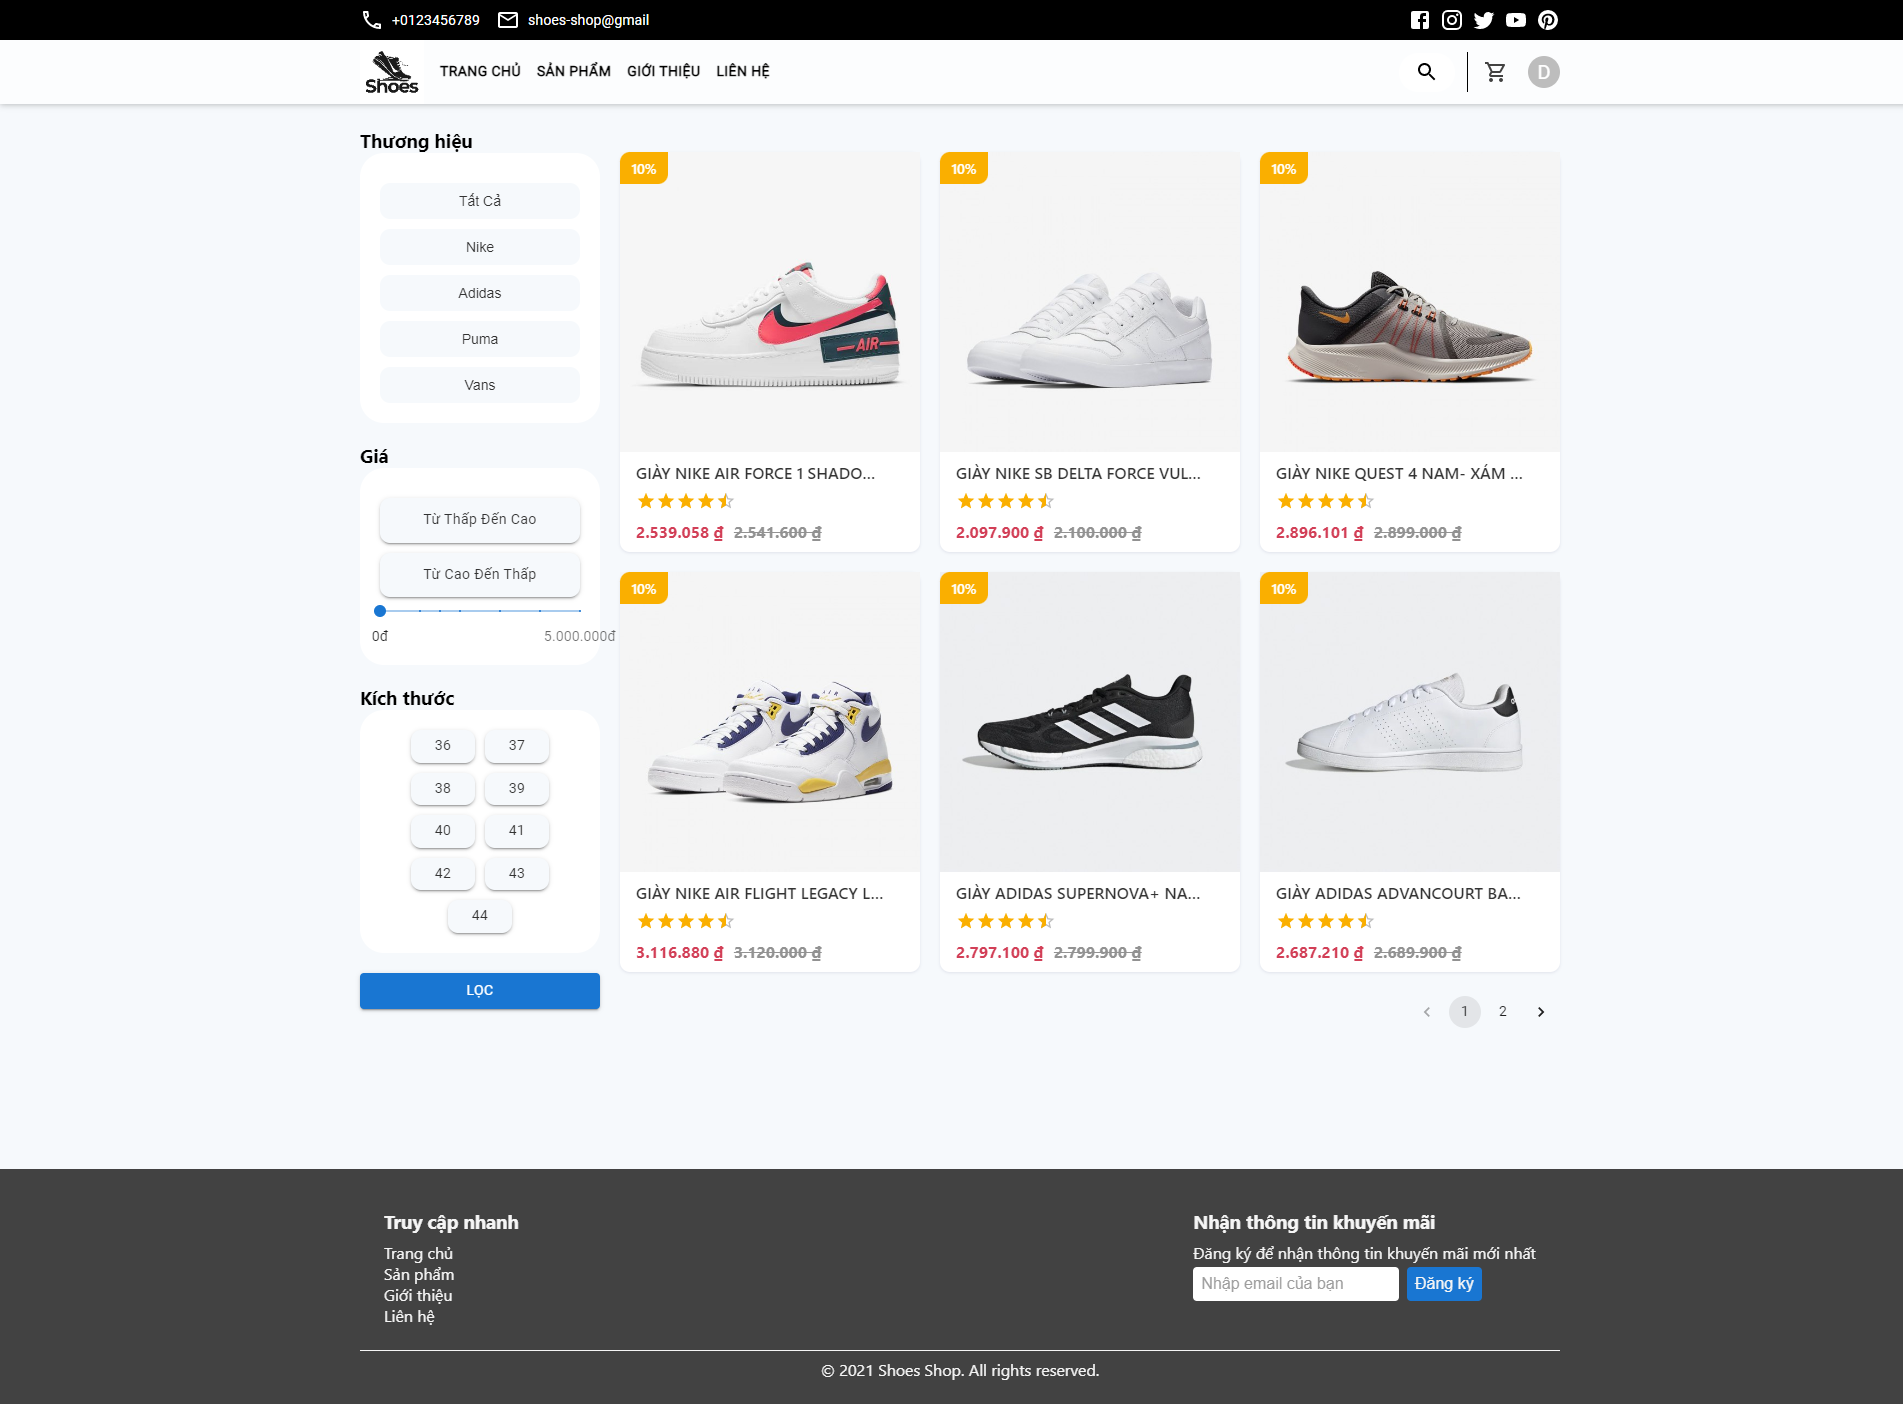 +0123456789 shoes-shop@gmail
Shoes TRANG CHỦ SẢN PHẨM GIỚI THIỆU LIÊN HỆ D
Thương hiệu
Tất Cả
Nike
Adidas
Puma
Vans
Giá
Từ Thấp Đến Cao
Từ Cao Đến Thấp
0đ 5.000.000đ
Kích thước
36 37
38 39
40 41
42 43
44
LỌC
10%
AIR
GIÀY NIKE AIR FORCE 1 SHADO...
2.539.058 ₫ 2.541.600 ₫
10%
GIÀY NIKE SB DELTA FORCE VUL...
2.097.900 ₫ 2.100.000 ₫
10%
GIÀY NIKE QUEST 4 NAM- XÁM ...
2.896.101 ₫ 2.899.000 ₫
10%
GIÀY NIKE AIR FLIGHT LEGACY L...
3.116.880 ₫ 3.120.000 ₫
10%
GIÀY ADIDAS SUPERNOVA+ NA...
2.797.100 ₫ 2.799.900 ₫
10%
GIÀY ADIDAS ADVANCOURT BA...
2.687.210 ₫ 2.689.900 ₫
1 2
Truy cập nhanh
Trang chủ
Sản phẩm
Giới thiệu
Liên hệ
Nhận thông tin khuyến mãi
Đăng ký để nhận thông tin khuyến mãi mới nhất
Nhập email của bạn Đăng ký
© 2021 Shoes Shop. All rights reserved.